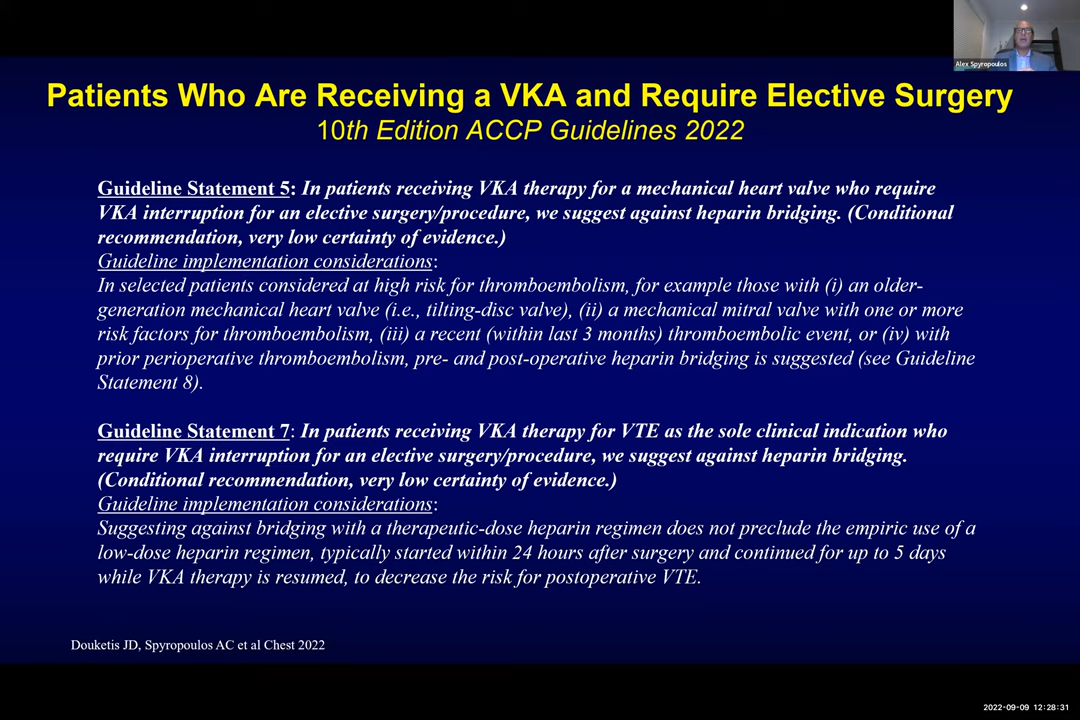 Alex Spyropoulos
Patients Who Are Receiving a VKA and Require Elective Surgery
10th Edition ACCP Guidelines 2022
Guideline Statement 5: In patients receiving VKA therapy for a mechanical heart valve who require
VKA interruption for an elective surgery/procedure, we suggest against heparin bridging. (Conditional
recommendation, very low certainty of evidence.)
Guideline implementation considerations:
In selected patients considered at high risk for thromboembolism, for example those with (i) an older-
generation mechanical heart valve (i.e., tilting-disc valve), (ii) a mechanical mitral valve with one or more
risk factors for thromboembolism, (iii) a recent (within last 3 months) thromboembolic event, or (iv) with
prior perioperative thromboembolism, pre- and post-operative heparin bridging is suggested (see Guideline
Statement 8).
Guideline Statement 7: In patients receiving VKA therapy for VTE as the sole clinical indication who
require VKA interruption for an elective surgery/procedure, we suggest against heparin bridging.
(Conditional recommendation, very low certainty of evidence.)
Guideline implementation considerations:
Suggesting against bridging with a therapeutic-dose heparin regimen does not preclude the empiric use of a
low-dose heparin regimen, typically started within 24 hours after surgery and continued for up to 5 days
while VKA therapy is resumed, to decrease the risk for postoperative VTE.
Douketis JD, Spyropoulos AC et al Chest 2022
2022-09-09 12:28:31